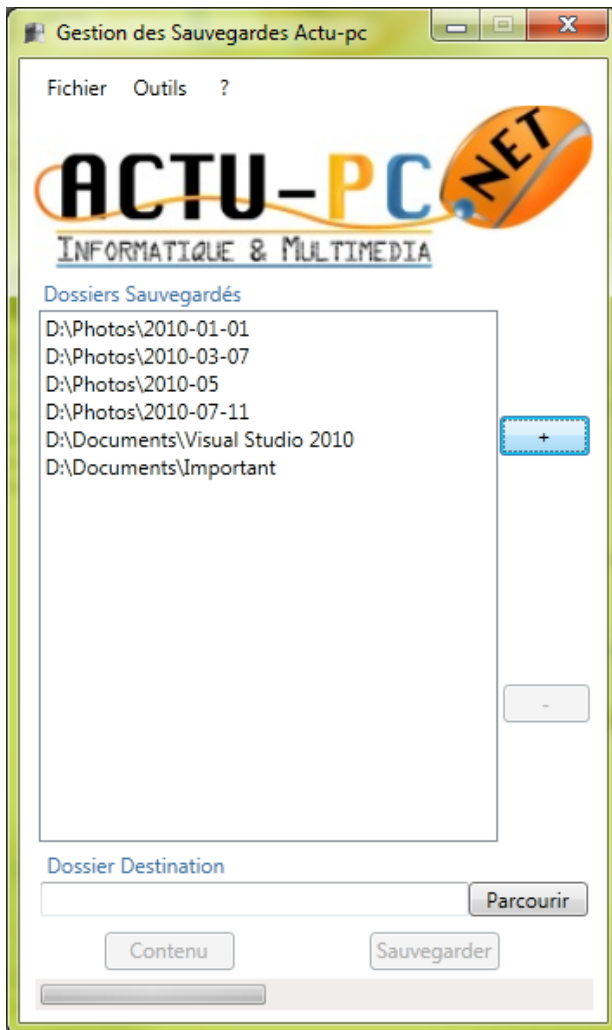 Gestion des Sauvegardes Actu-pc
Fichier Outils ?
ACTU-PC.NET
INFORMATIQUE & MULTIMEDIA
Dossiers Sauvegardés
D:\Photos\2010-01-01
D:\Photos\2010-03-07
D:\Photos\2010-05
D:\Photos\2010-07-11
D:\Documents\Visual Studio 2010
D:\Documents\Important
+
-
Dossier Destination
Parcourir
Contenu Sauvegarder